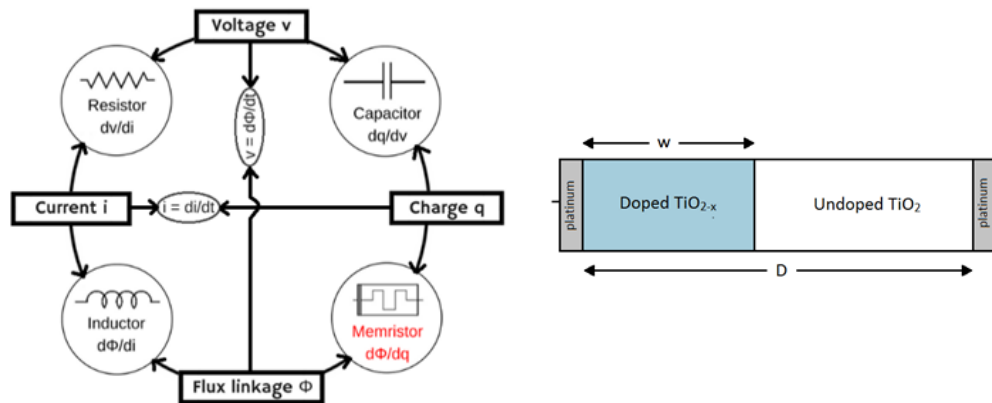 Voltage v
Resistor
dv/di
v = dΦ/dt
Capacitor
dq/dv
Current i
i = di/dt
Charge q
Inductor
dΦ/di
Memristor
dΦ/dq
Flux linkage Φ
w
platinum
Doped TiO₂₋ₓ
Undoped TiO₂
platinum
D